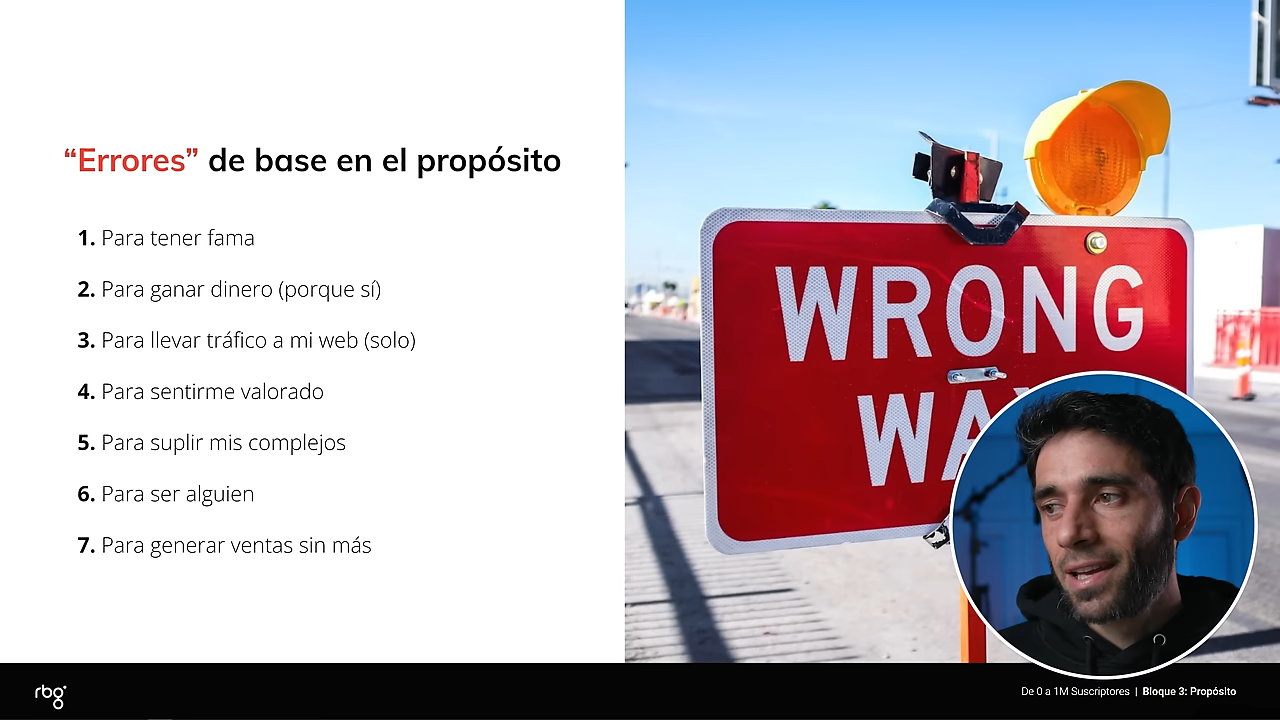 “Errores” de base en el propósito
1. Para tener fama
2. Para ganar dinero (porque sí)
3. Para llevar tráfico a mi web (solo)
4. Para sentirme valorado
5. Para suplir mis complejos
6. Para ser alguien
7. Para generar ventas sin más
WRONG
WA
rbg
De 0 a 1M Suscriptores | Bloque 3: Propósito